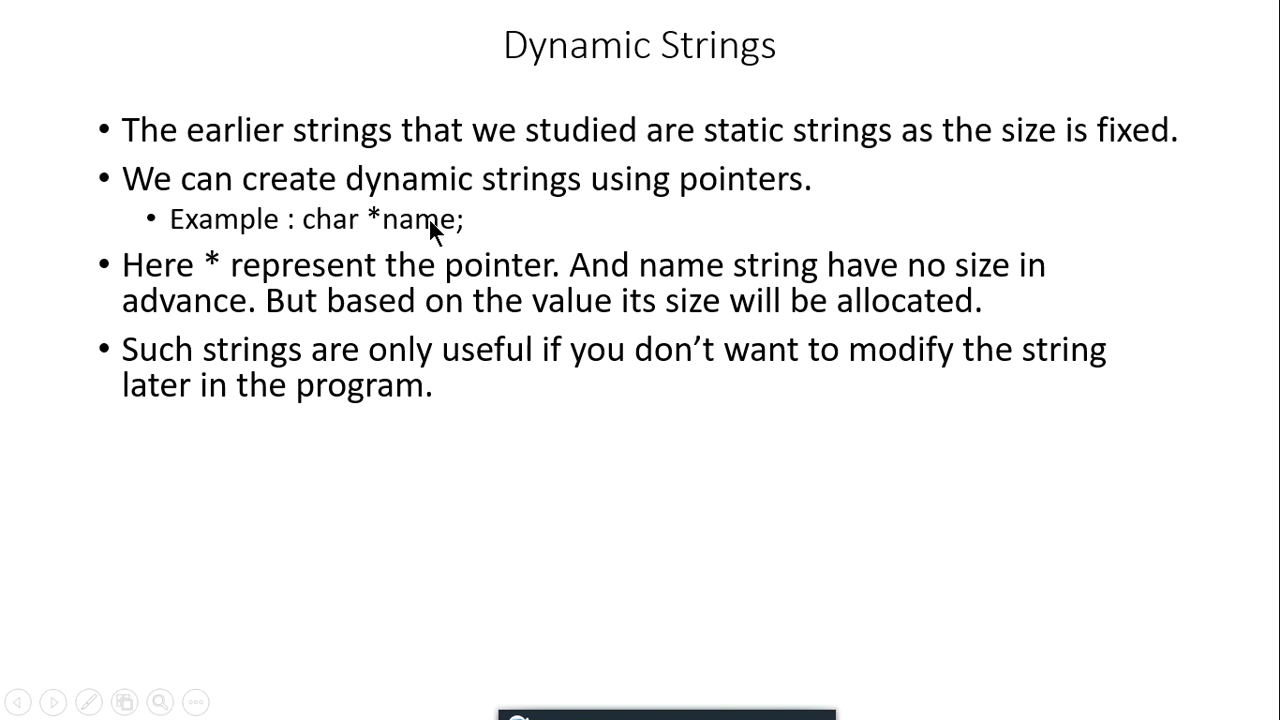 Dynamic Strings
• The earlier strings that we studied are static strings as the size is fixed.
• We can create dynamic strings using pointers.
• Example : char *name;
• Here * represent the pointer. And name string have no size in
advance. But based on the value its size will be allocated.
• Such strings are only useful if you don’t want to modify the string
later in the program.